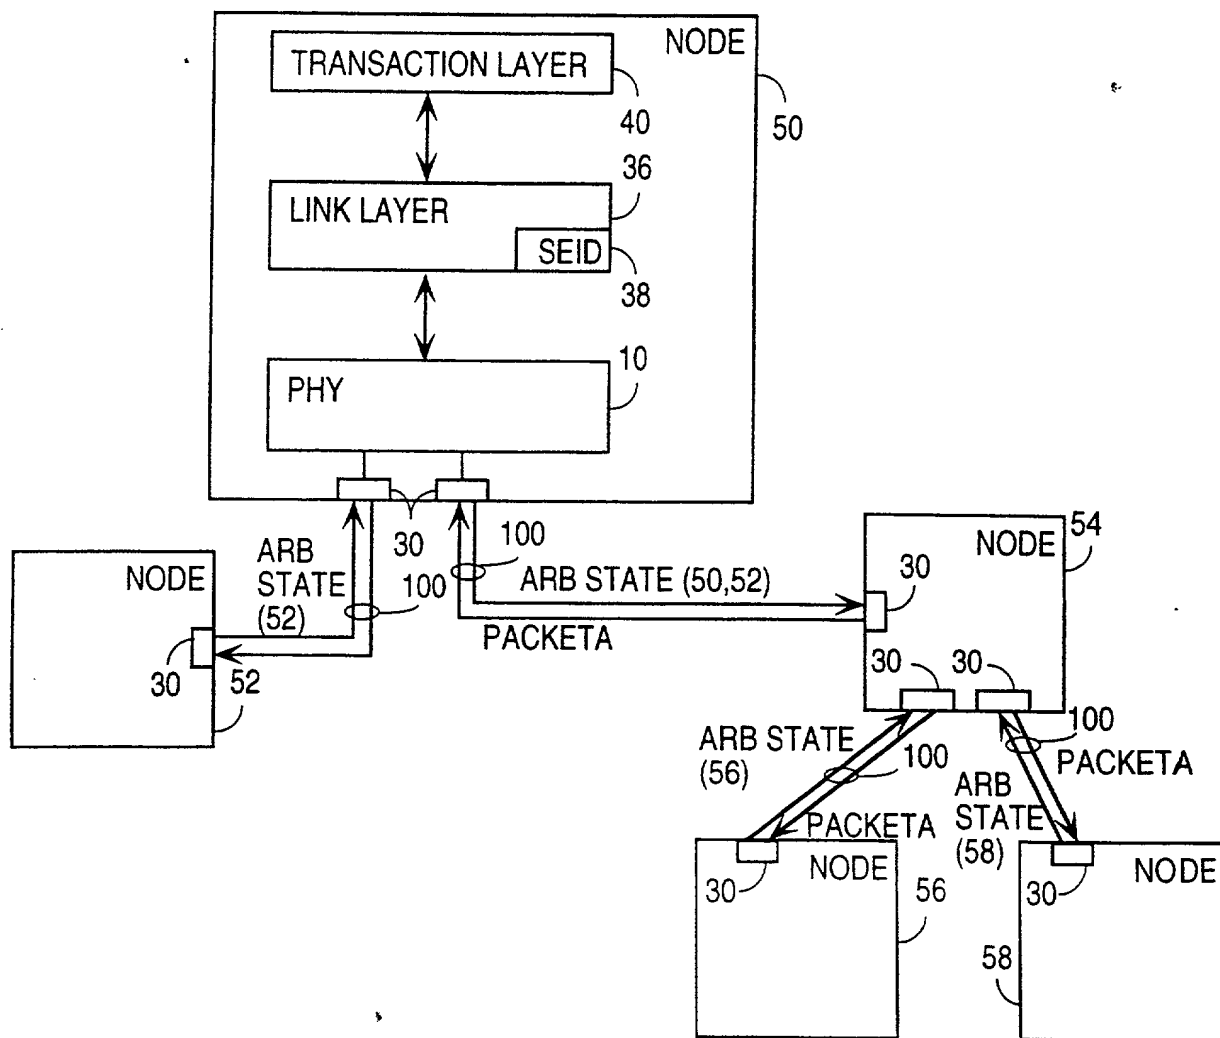 NODE
TRANSACTION LAYER
40
50
36
LINK LAYER
SEID
38
10
PHY
30
100
ARB
STATE
(52)
100
ARB STATE (50,52)
PACKETA
NODE
30
52
NODE
54
30
30
30
ARB STATE
(56)
100
PACKETA
100
PACKETA
ARB
STATE
(58)
NODE
30
56
NODE
30
58